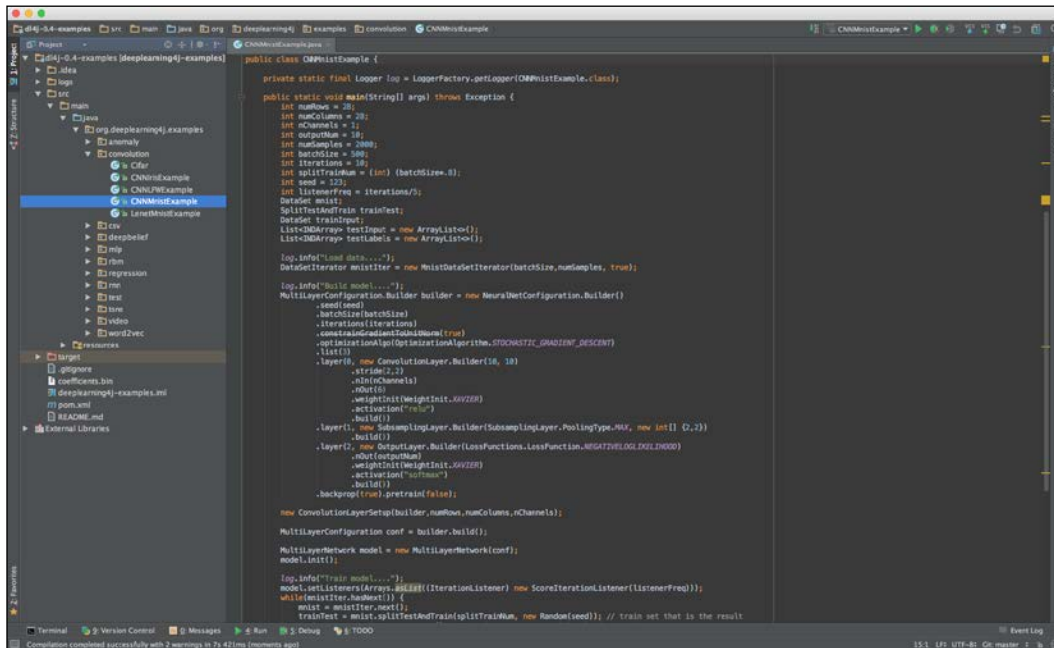 dl4j-0.4-examples src main java org deeplearning4j examples convolution CNNMnistExample
CNNMnistExample
Project
CNNMnistExample.java
1: Project
Z: Structure
2: Favorites
dl4j-0.4-examples [deeplearning4j-examples]
.idea
logs
src
main
java
org.deeplearning4j.examples
anomaly
convolution
Cifar
CNNIrisExample
CNNLFWExample
CNNMnistExample
LenetMnistExample
csv
deepbelief
mlp
rbm
regression
rnn
test
tsne
video
word2vec
resources
target
.gitignore
coefficients.bin
deeplearning4j-examples.iml
pom.xml
README.md
External Libraries
public class CNNMnistExample {
private static final Logger log = LoggerFactory.getLogger(CNNMnistExample.class);
public static void main(String[] args) throws Exception {
int numRows = 28;
int numColumns = 28;
int nChannels = 1;
int outputNum = 10;
int numSamples = 2000;
int batchSize = 500;
int iterations = 10;
int splitTrainNum = (int) (batchSize*.8);
int seed = 123;
int listenerFreq = iterations/5;
DataSet mnist;
SplitTestAndTrain trainTest;
DataSet trainInput;
List<INDArray> testInput = new ArrayList<>();
List<INDArray> testLabels = new ArrayList<>();
log.info("Load data....");
DataSetIterator mnistIter = new MnistDataSetIterator(batchSize,numSamples, true);
log.info("Build model....");
MultiLayerConfiguration.Builder builder = new NeuralNetConfiguration.Builder()
.seed(seed)
.batchSize(batchSize)
.iterations(iterations)
.constrainGradientToUnitNorm(true)
.optimizationAlgo(OptimizationAlgorithm.STOCHASTIC_GRADIENT_DESCENT)
.list(3)
.layer(0, new ConvolutionLayer.Builder(10, 10)
.stride(2,2)
.nIn(nChannels)
.nOut(6)
.weightInit(WeightInit.XAVIER)
.activation("relu")
.build())
.layer(1, new SubsamplingLayer.Builder(SubsamplingLayer.PoolingType.MAX, new int[] {2,2})
.build())
.layer(2, new OutputLayer.Builder(LossFunctions.LossFunction.NEGATIVELOGLIKELIHOOD)
.nOut(outputNum)
.weightInit(WeightInit.XAVIER)
.activation("softmax")
.build())
.backprop(true).pretrain(false);
new ConvolutionLayerSetup(builder,numRows,numColumns,nChannels);
MultiLayerConfiguration conf = builder.build();
MultiLayerNetwork model = new MultiLayerNetwork(conf);
model.init();
log.info("Train model....");
model.setListeners(Arrays.asList((IterationListener) new ScoreIterationListener(listenerFreq)));
while(mnistIter.hasNext()) {
mnist = mnistIter.next();
trainTest = mnist.splitTestAndTrain(splitTrainNum, new Random(seed)); // train set that is the result
Terminal 9: Version Control 0: Messages 4: Run 5: Debug 6: TODO Event Log
Compilation completed successfully with 2 warnings in 7s 421ms (moments ago) 15:1 LF: UTF-8: Git: master